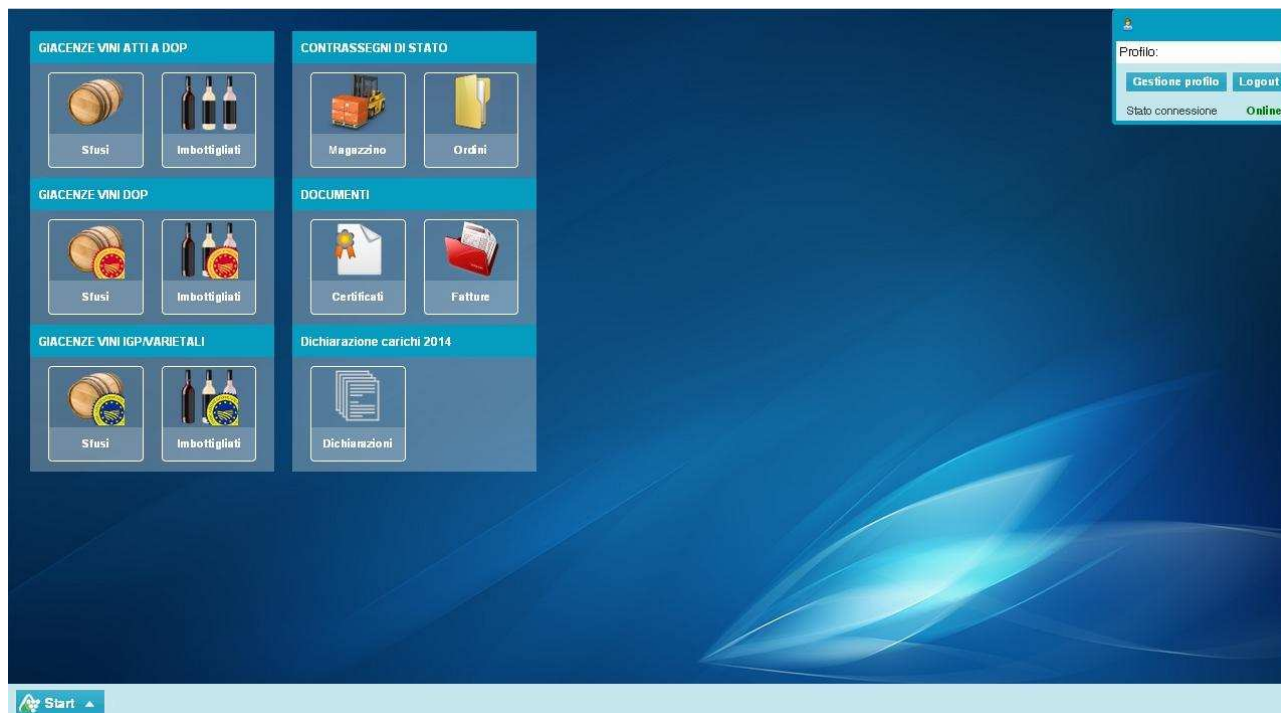 GIACENZE VINI ATTI A DOP
Sfusi
Imbottigliati
GIACENZE VINI DOP
Sfusi
Imbottigliati
GIACENZE VINI IGP/VARIETALI
Sfusi
Imbottigliati
CONTRASSEGNI DI STATO
Magazzino
Ordini
DOCUMENTI
Certificati
Fatture
Dichiarazione carichi 2014
Dichiarazioni
Profilo:
Gestione profilo
Logout
Stato connessione
Online
Start